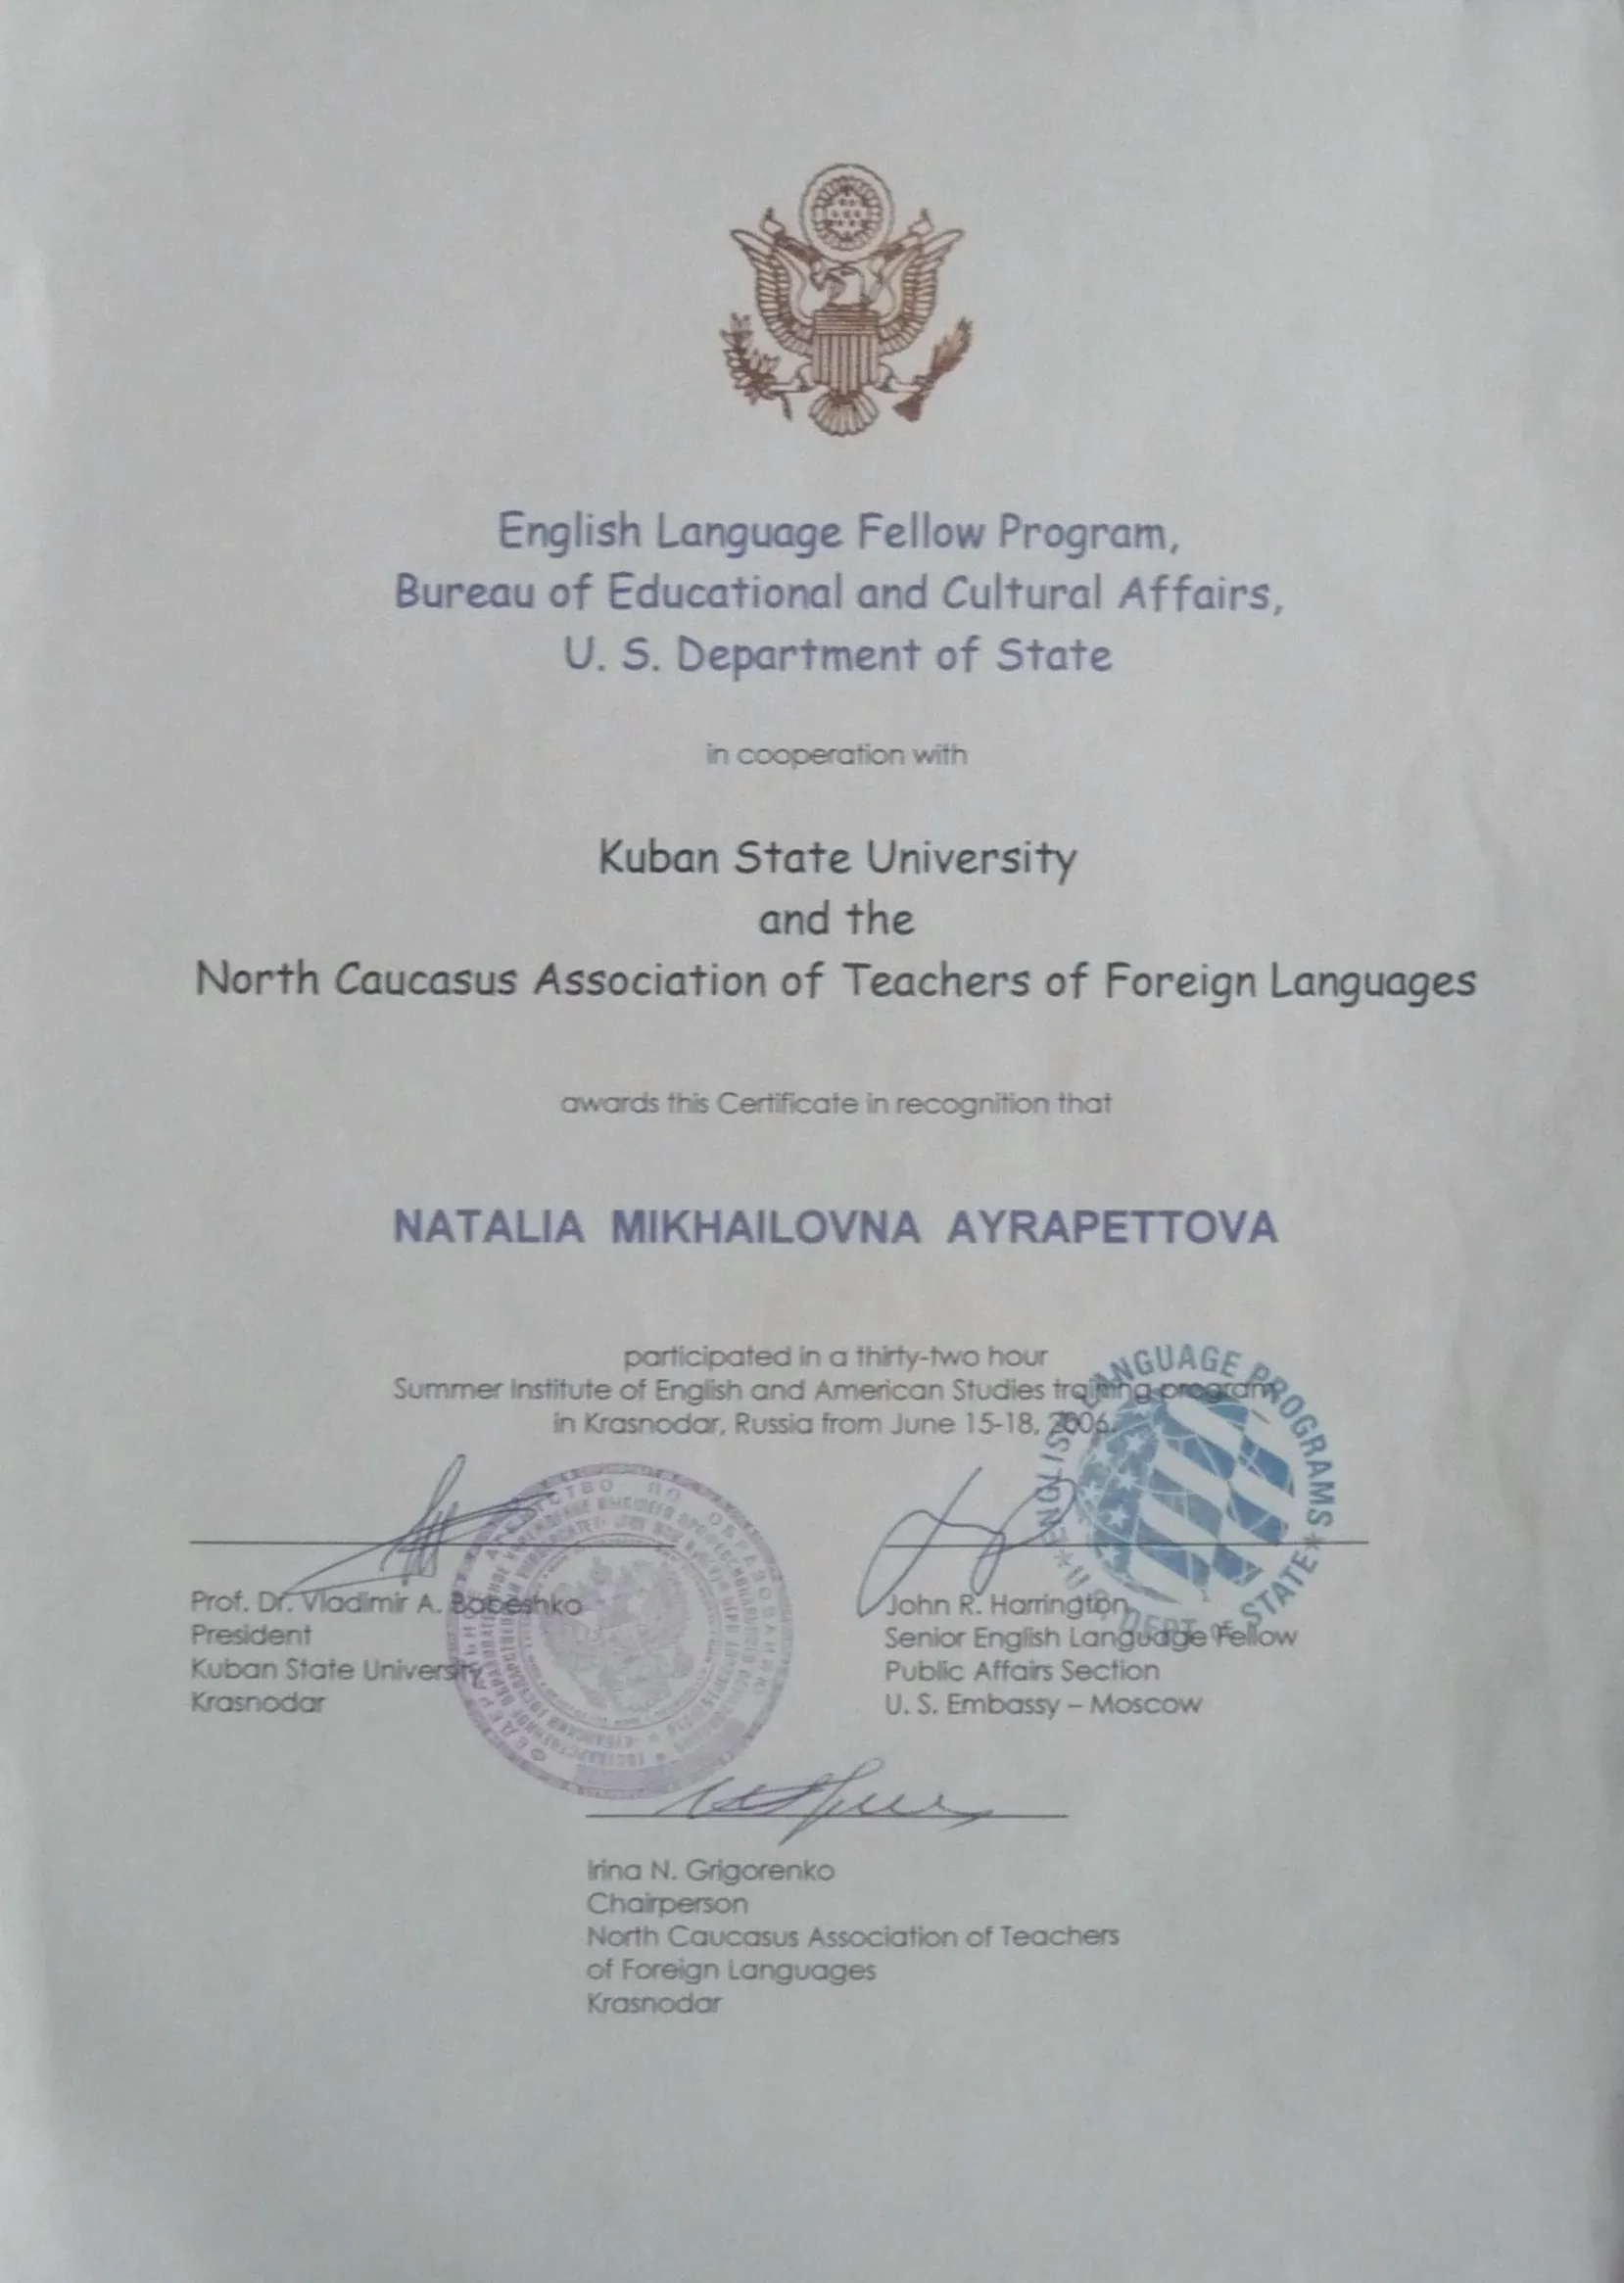 English Language Fellow Program,
Bureau of Educational and Cultural Affairs,
U. S. Department of State
in cooperation with
Kuban State University
and the
North Caucasus Association of Teachers of Foreign Languages
awards this Certificate in recognition that
NATALIA MIKHAILOVNA AYRAPETTOVA
participated in a thirty-two hour
Summer Institute of English and American Studies training program
in Krasnodar, Russia from June 15-18, 2006.
ENGLISH LANGUAGE PROGRAMS
U.S. DEPT. of STATE
Prof. Dr. Vladimir A. Babeshko
President
Kuban State University
Krasnodar
John R. Harrington
Senior English Language Fellow
Public Affairs Section
U. S. Embassy – Moscow
Irina N. Grigorenko
Chairperson
North Caucasus Association of Teachers
of Foreign Languages
Krasnodar